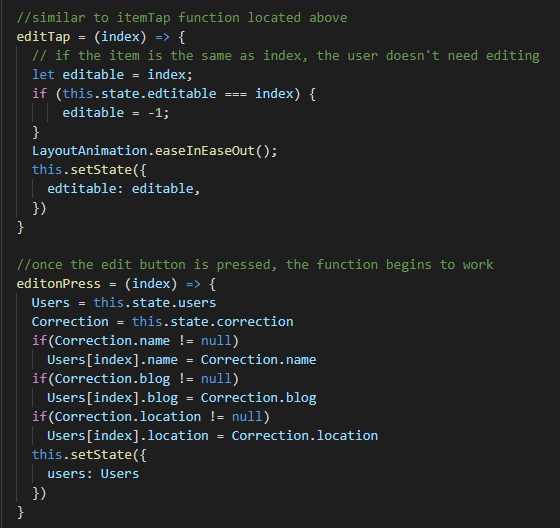 //similar to itemTap function located above
editTap = (index) => {
// if the item is the same as index, the user doesn't need editing
let editable = index;
if (this.state.edtitable === index) {
editable = -1;
}
LayoutAnimation.easeInEaseOut();
this.setState({
edtitable: editable,
})
}
//once the edit button is pressed, the function begins to work
editonPress = (index) => {
Users = this.state.users
Correction = this.state.correction
if(Correction.name != null)
Users[index].name = Correction.name
if(Correction.blog != null)
Users[index].blog = Correction.blog
if(Correction.location != null)
Users[index].location = Correction.location
this.setState({
users: Users
})
}